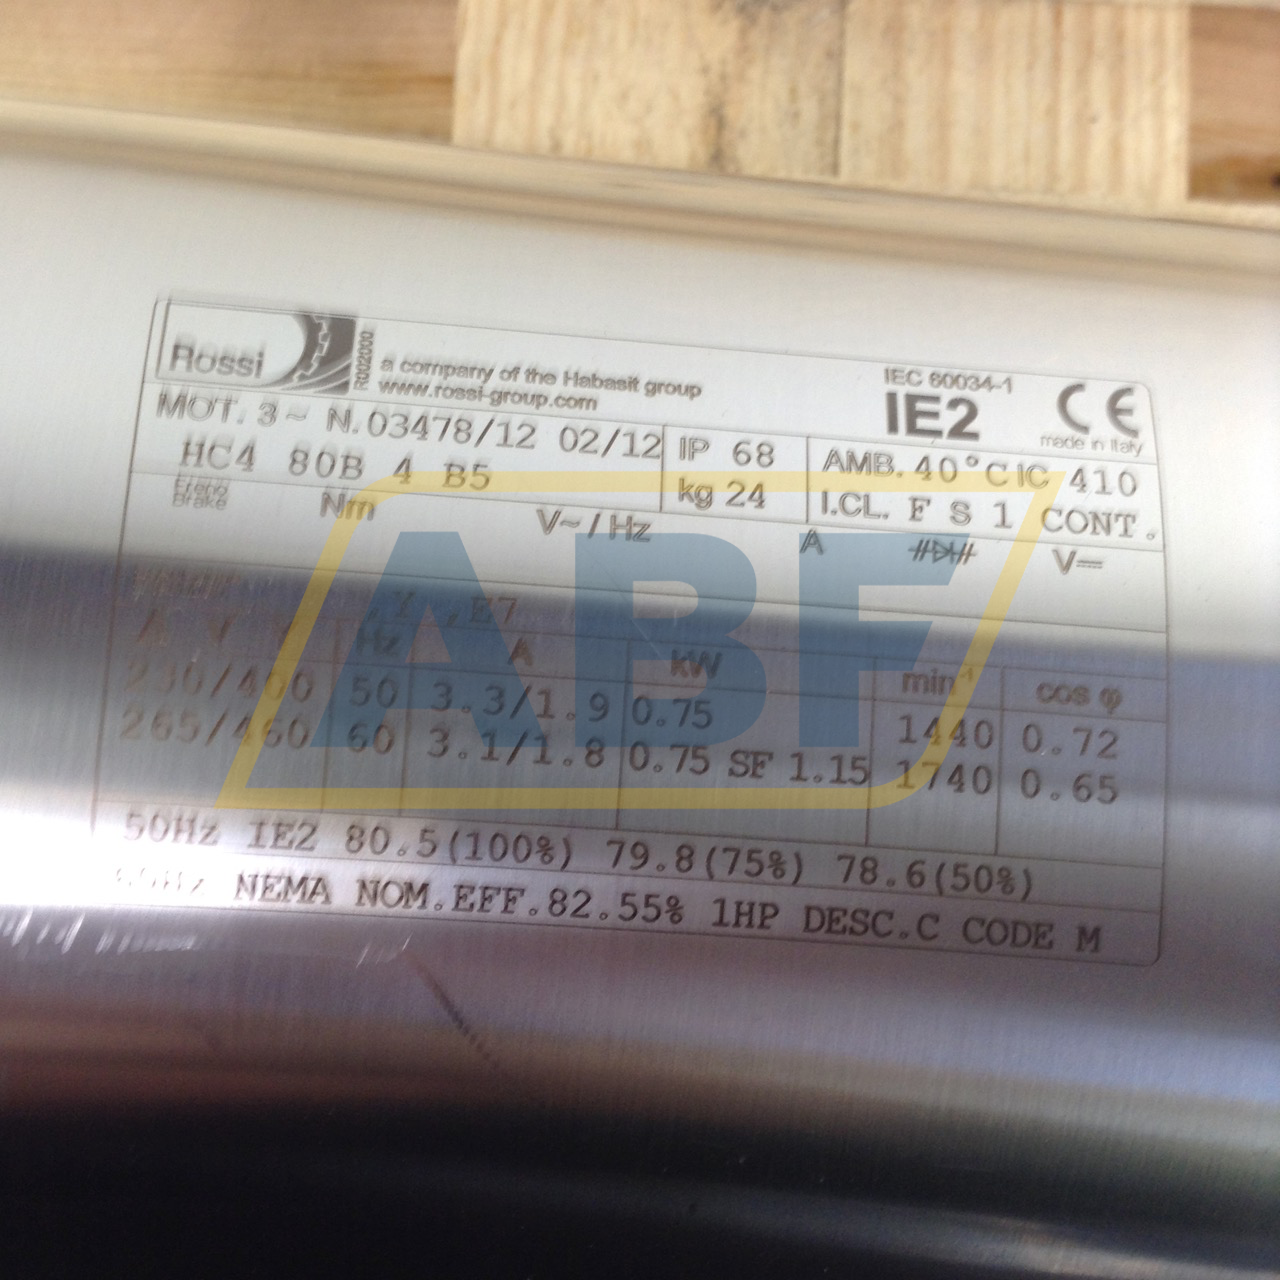 Rossi
R002000
a company of the Habasit group
www.rossi-group.com
IEC 60034-1
IE2
CE
made in Italy
MOT. 3~ N.03478/12 02/12
IP 68
AMB. 40°C IC 410
HC4 80B 4 B5
kg 24
I.CL. F S 1 CONT.
Freno
Brake
Nm
V~/Hz
A
V⎓
,Y ,E7
Δ V Y
Hz
A
kW
min-1
cos φ
230/400 50 3.3/1.9 0.75 1440 0.72
265/460 60 3.1/1.8 0.75 SF 1.15 1740 0.65
50Hz IE2 80.5(100%) 79.8(75%) 78.6(50%)
60Hz NEMA NOM.EFF.82.55% 1HP DESC.C CODE M
ABF